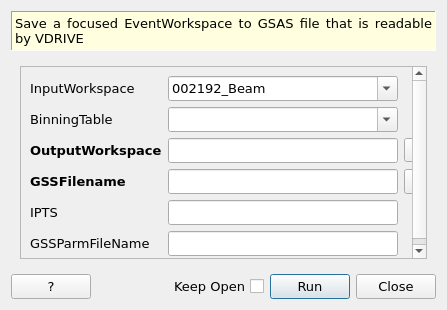 Save a focused EventWorkspace to GSAS file that is readable
by VDRIVE
InputWorkspace 002192_Beam
BinningTable
OutputWorkspace
GSSFilename
IPTS
GSSParmFileName
? Keep Open Run Close